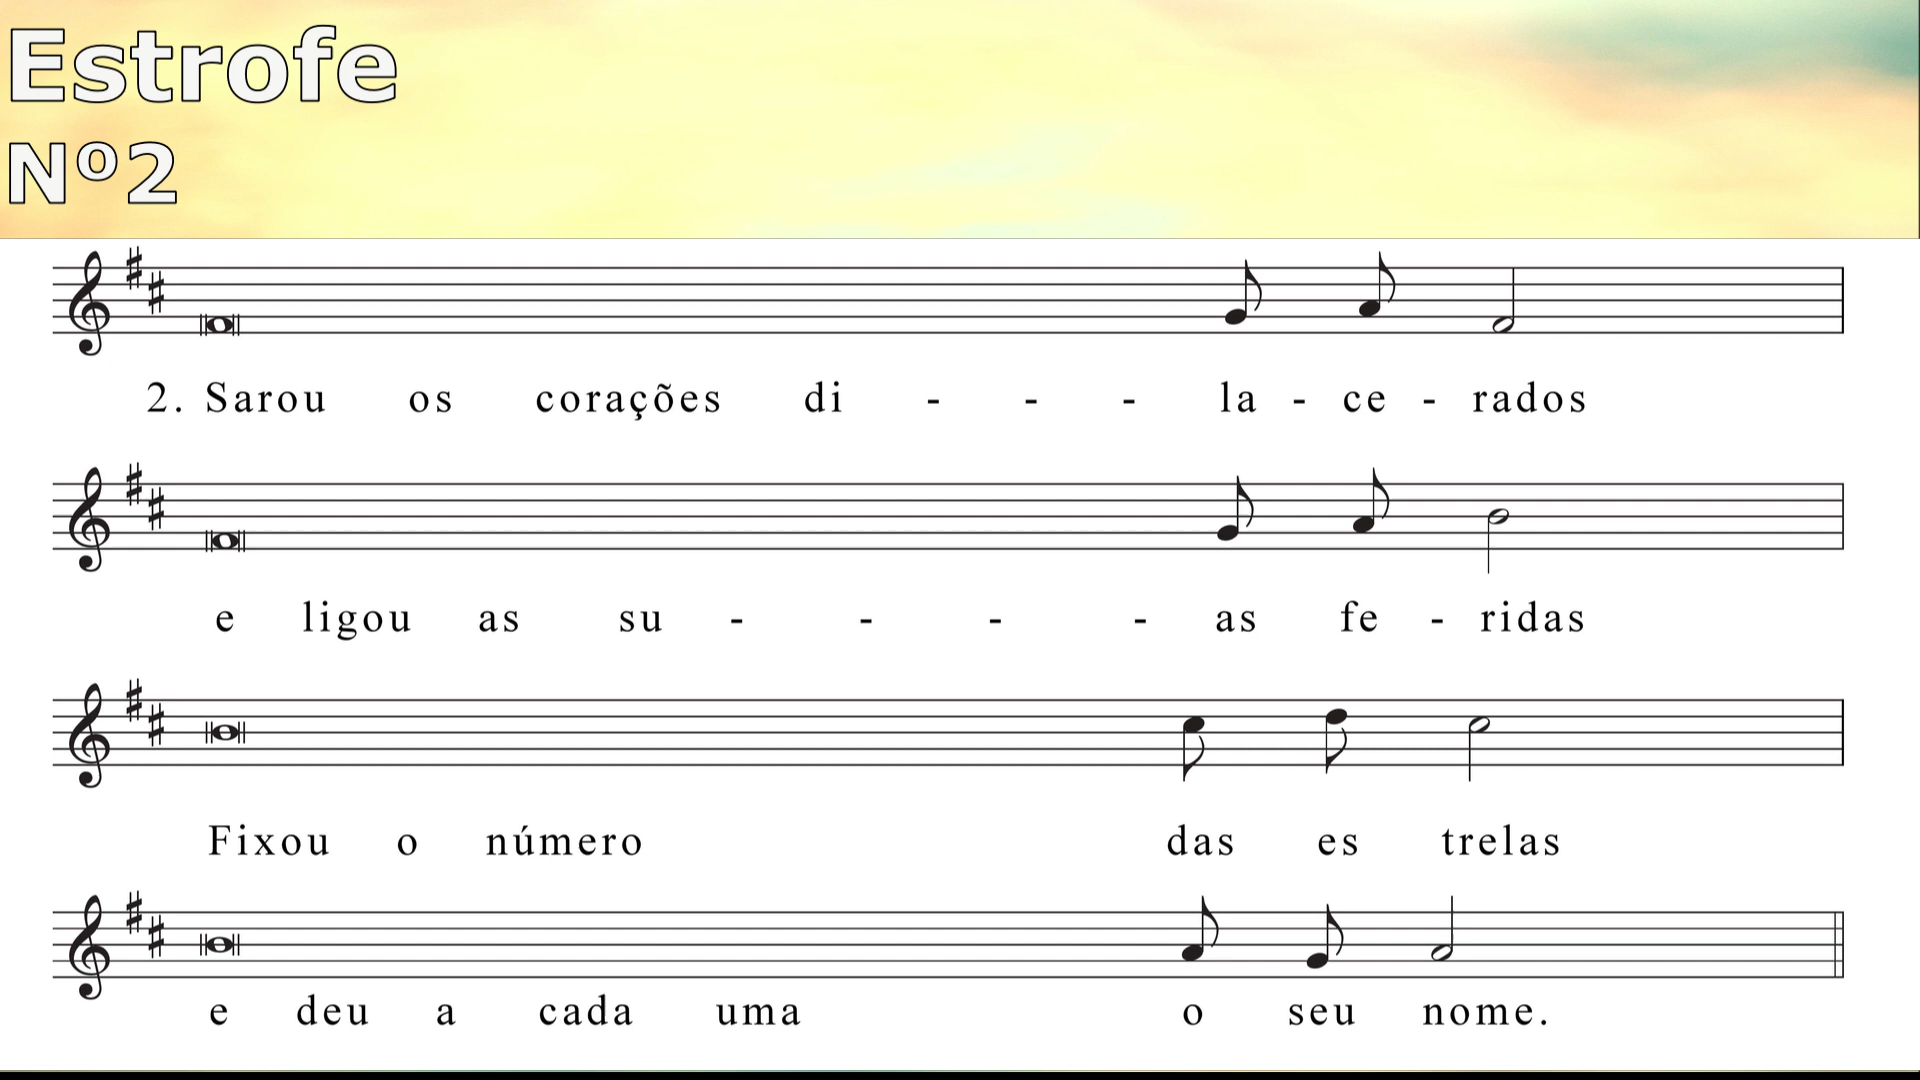 Estrofe
Nº2
2. Sarou os corações di - - - la - ce - rados
e ligou as su - - - - as fe - ridas
Fixou o número das es trelas
e deu a cada uma o seu nome.